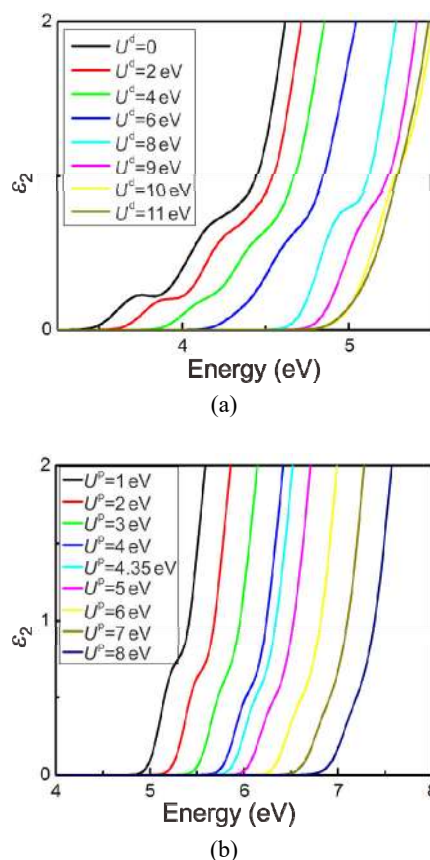 2
U^d=0
U^d=2 eV
U^d=4 eV
U^d=6 eV
U^d=8 eV
U^d=9 eV
U^d=10 eV
U^d=11 eV
1
ε₂
0
4 5
Energy (eV)
(a)
2
U^p=1 eV
U^p=2 eV
U^p=3 eV
U^p=4 eV
U^p=4.35 eV
U^p=5 eV
U^p=6 eV
U^p=7 eV
U^p=8 eV
1
ε₂
0
4 5 6 7 8
Energy (eV)
(b)